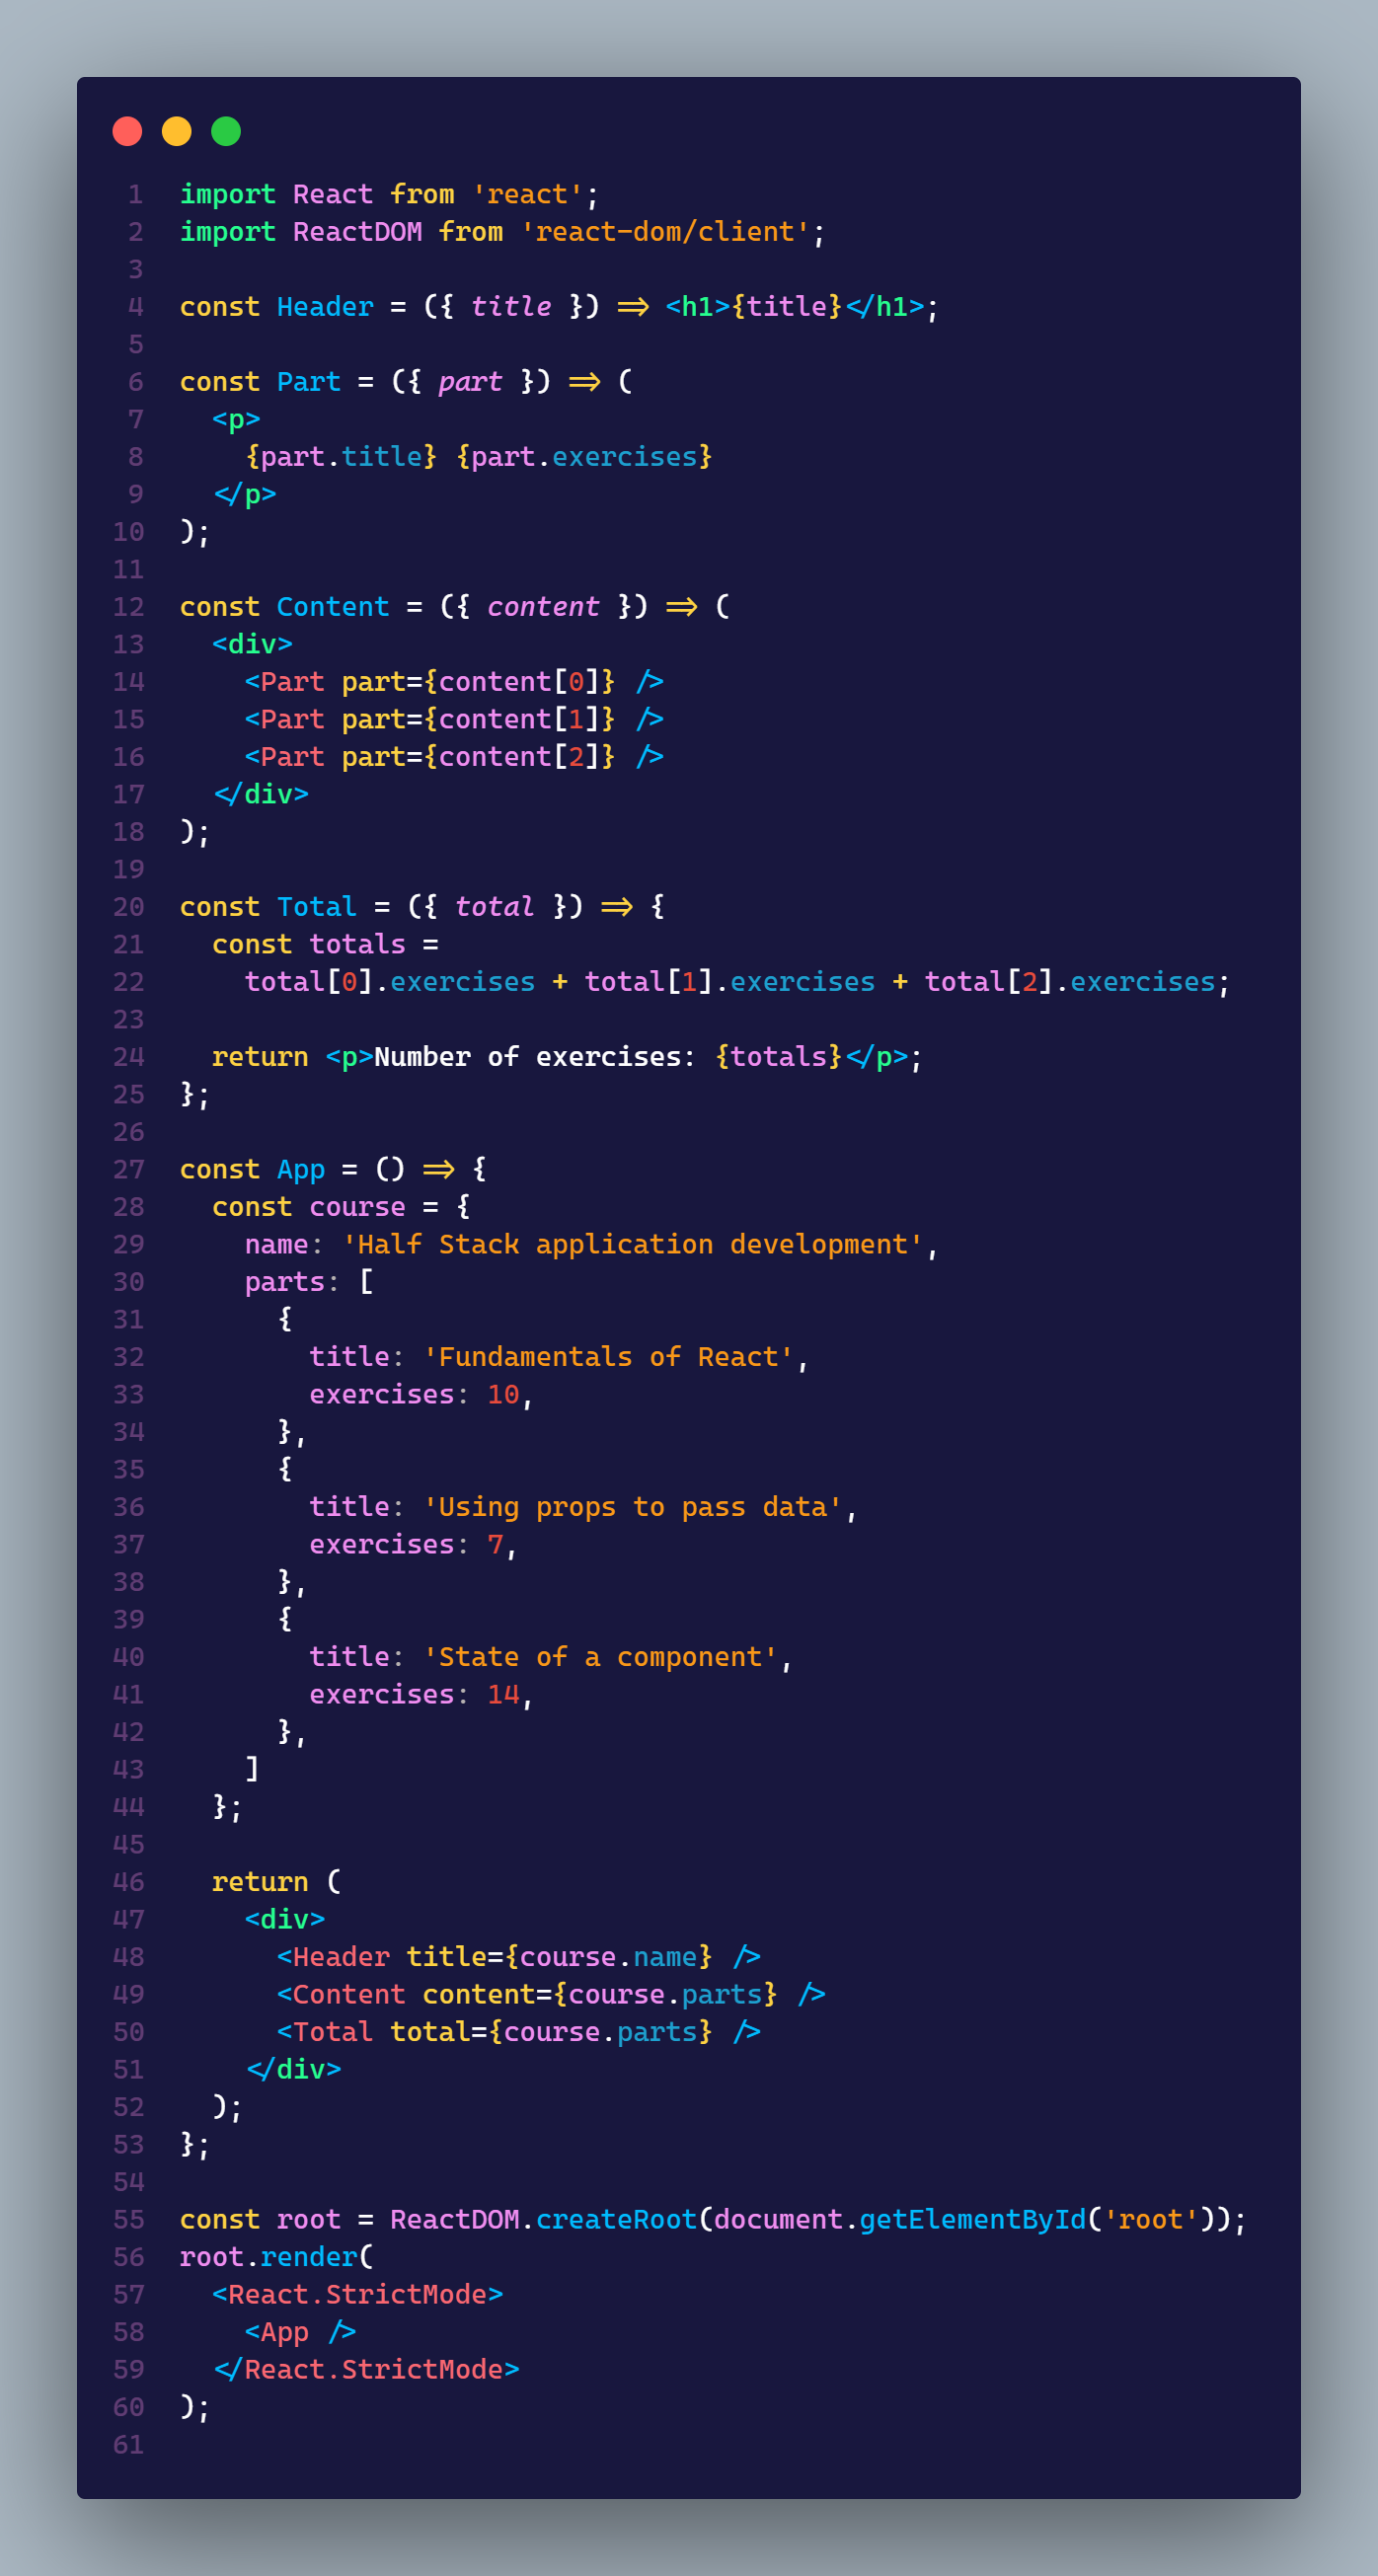 1 import React from 'react';
2 import ReactDOM from 'react-dom/client';
3
4 const Header = ({ title }) => <h1>{title}</h1>;
5
6 const Part = ({ part }) => (
7   <p>
8     {part.title} {part.exercises}
9   </p>
10 );
11
12 const Content = ({ content }) => (
13   <div>
14     <Part part={content[0]} />
15     <Part part={content[1]} />
16     <Part part={content[2]} />
17   </div>
18 );
19
20 const Total = ({ total }) => {
21   const totals =
22     total[0].exercises + total[1].exercises + total[2].exercises;
23
24   return <p>Number of exercises: {totals}</p>;
25 };
26
27 const App = () => {
28   const course = {
29     name: 'Half Stack application development',
30     parts: [
31       {
32         title: 'Fundamentals of React',
33         exercises: 10,
34       },
35       {
36         title: 'Using props to pass data',
37         exercises: 7,
38       },
39       {
40         title: 'State of a component',
41         exercises: 14,
42       },
43     ]
44   };
45
46   return (
47     <div>
48       <Header title={course.name} />
49       <Content content={course.parts} />
50       <Total total={course.parts} />
51     </div>
52   );
53 };
54
55 const root = ReactDOM.createRoot(document.getElementById('root'));
56 root.render(
57   <React.StrictMode>
58     <App />
59   </React.StrictMode>
60 );
61